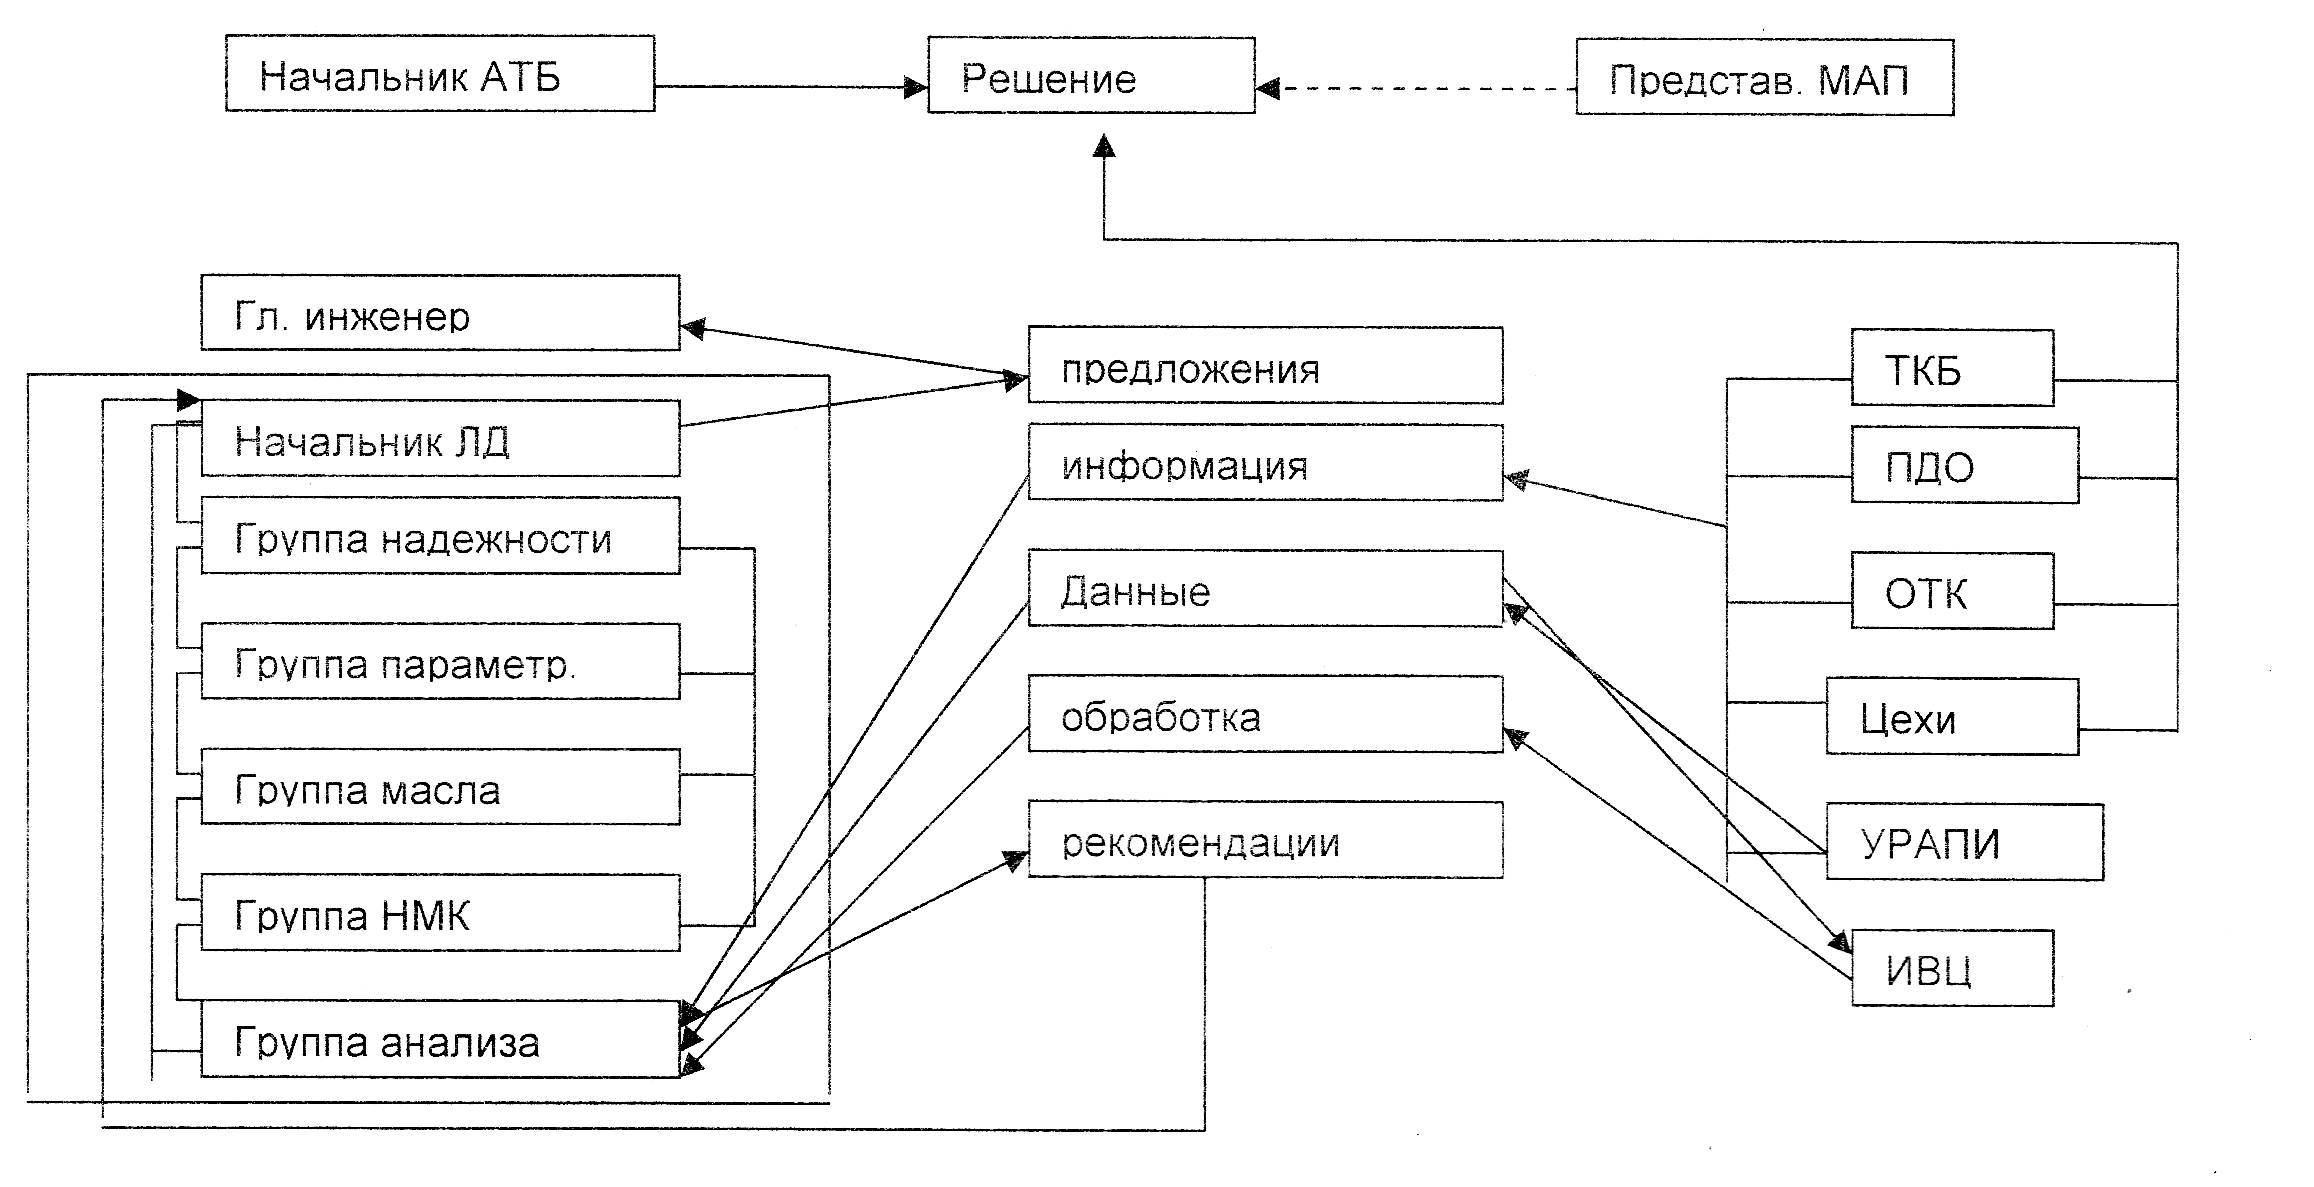 Начальник АТБ
Решение
Представ. МАП
Гл. инженер
Начальник ЛД
Группа надежности
Группа параметр.
Группа масла
Группа НМК
Группа анализа
предложения
информация
Данные
обработка
рекомендации
ТКБ
ПДО
ОТК
Цехи
УРАПИ
ИВЦ